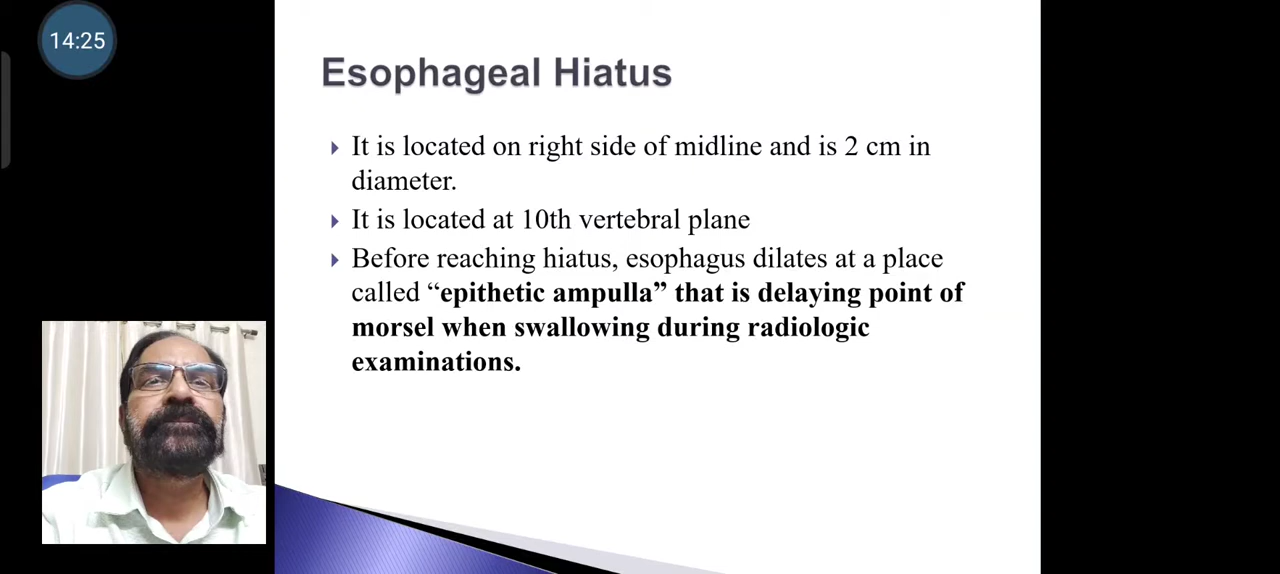 14:25
Esophageal Hiatus
It is located on right side of midline and is 2 cm in
diameter.
It is located at 10th vertebral plane
Before reaching hiatus, esophagus dilates at a place
called “epithetic ampulla” that is delaying point of
morsel when swallowing during radiologic
examinations.